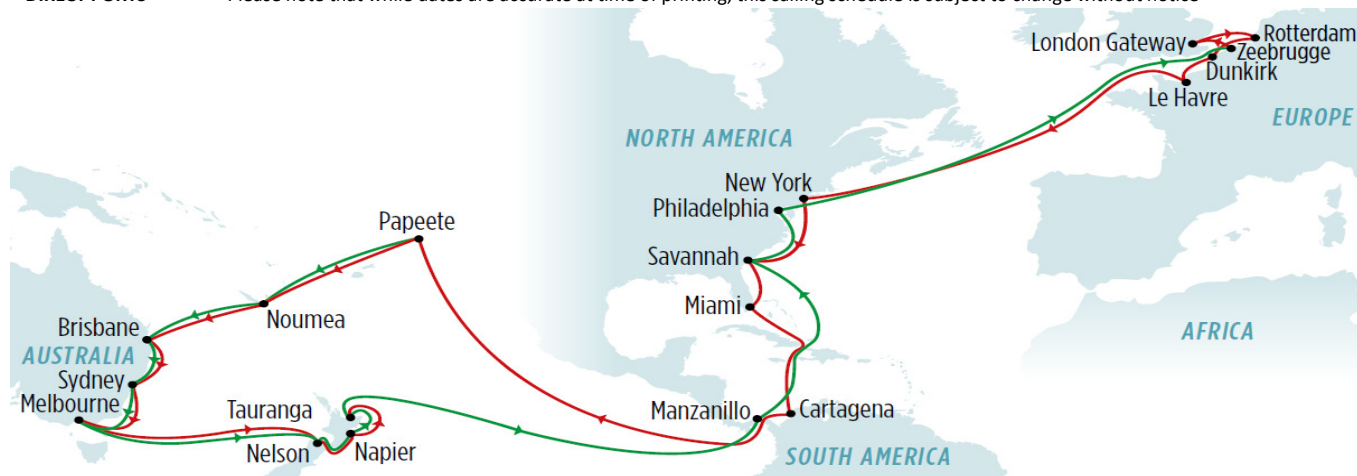 DIRECT PORTS Please note that while dates are accurate at time of printing, this sailing schedule is subject to change without notice
London Gateway
Rotterdam
Zeebrugge
Dunkirk
Le Havre
EUROPE
NORTH AMERICA
New York
Philadelphia
Papeete
Savannah
Miami
Noumea
Brisbane
AUSTRALIA
AFRICA
Sydney
Melbourne
Tauranga
Manzanillo
Cartagena
Nelson
Napier
SOUTH AMERICA